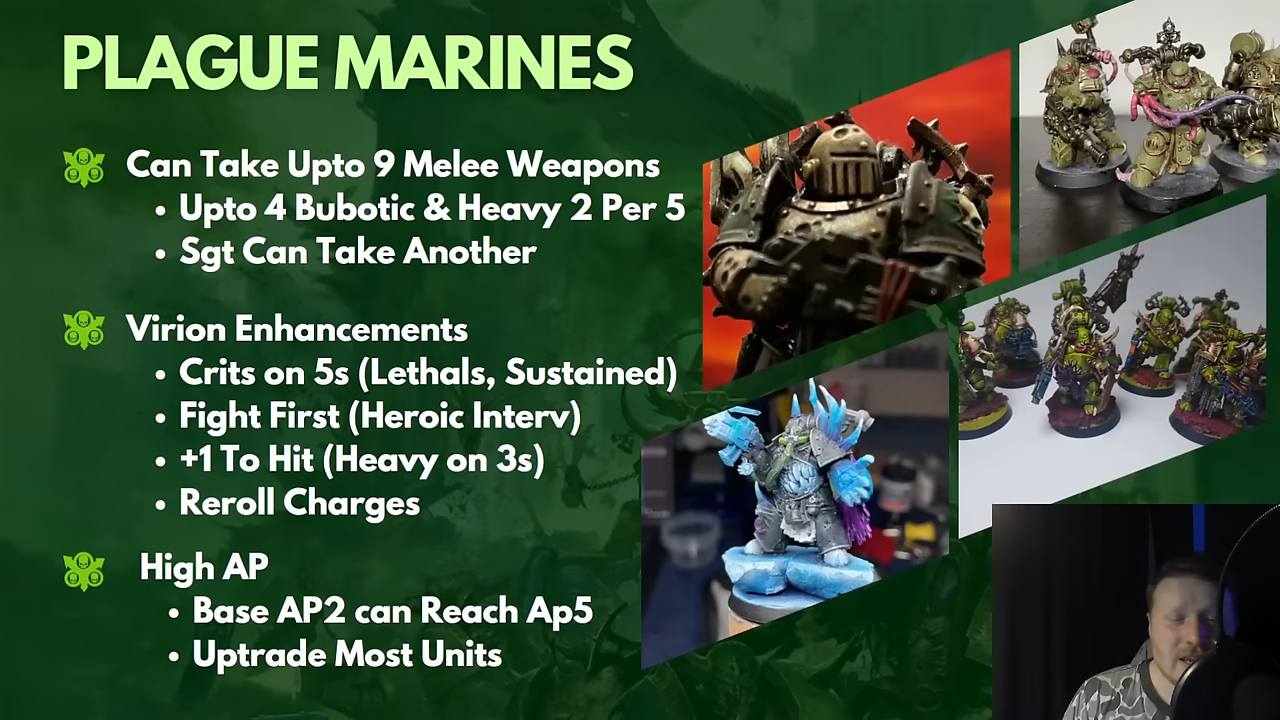 PLAGUE MARINES
Can Take Upto 9 Melee Weapons
• Upto 4 Bubotic & Heavy 2 Per 5
• Sgt Can Take Another
Virion Enhancements
• Crits on 5s (Lethals, Sustained)
• Fight First (Heroic Interv)
• +1 To Hit (Heavy on 3s)
• Reroll Charges
High AP
• Base AP2 can Reach Ap5
• Uptrade Most Units